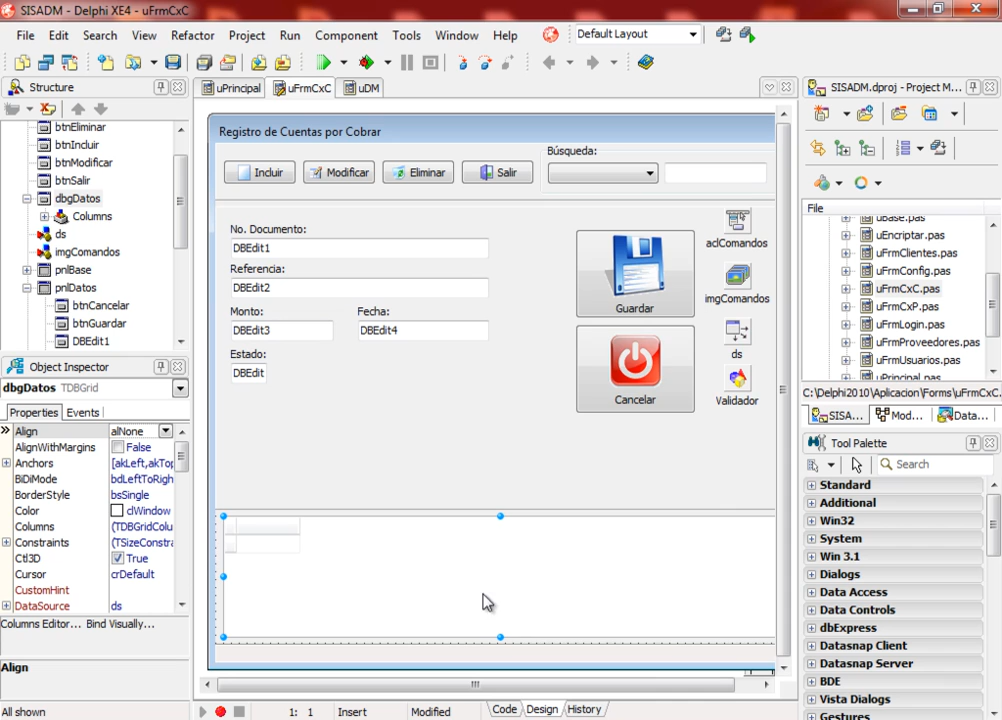 SISADM - Delphi XE4 - uFrmCxC
File Edit Search View Refactor Project Run Component Tools Window Help
Default Layout
Structure
btnEliminar
btnIncluir
btnModificar
btnSalir
dbgDatos
Columns
ds
imgComandos
pnlBase
pnlDatos
btnCancelar
btnGuardar
DBEdit1
Object Inspector
dbgDatos TDBGrid
Properties Events
Align alNone
AlignWithMargins False
Anchors [akLeft,akTop
BiDiMode bdLeftToRigh
BorderStyle bsSingle
Color clWindow
Columns (TDBGridColu
Constraints (TSizeConstra
Ctl3D True
Cursor crDefault
CustomHint
DataSource ds
Columns Editor... Bind Visually...
Align
All shown
uPrincipal uFrmCxC uDM
Registro de Cuentas por Cobrar
Incluir Modificar Eliminar Salir
Búsqueda:
No. Documento:
DBEdit1
Referencia:
DBEdit2
Monto: Fecha:
DBEdit3 DBEdit4
Estado:
DBEdit
Guardar
Cancelar
aclComandos
imgComandos
ds
Validador
1: 1 Insert Modified Code Design History
SISADM.dproj - Project M...
File
uBase.pas
uEncriptar.pas
uFrmClientes.pas
uFrmConfig.pas
uFrmCxC.pas
uFrmCxP.pas
uFrmLogin.pas
uFrmProveedores.pas
uFrmUsuarios.pas
uPrincipal.pas
C:\Delphi2010\Aplicacion\Forms\uFrmCxC.
SISA... Mod... Data...
Tool Palette
Search
Standard
Additional
Win32
System
Win 3.1
Dialogs
Data Access
Data Controls
dbExpress
Datasnap Client
Datasnap Server
BDE
Vista Dialogs
Gestures